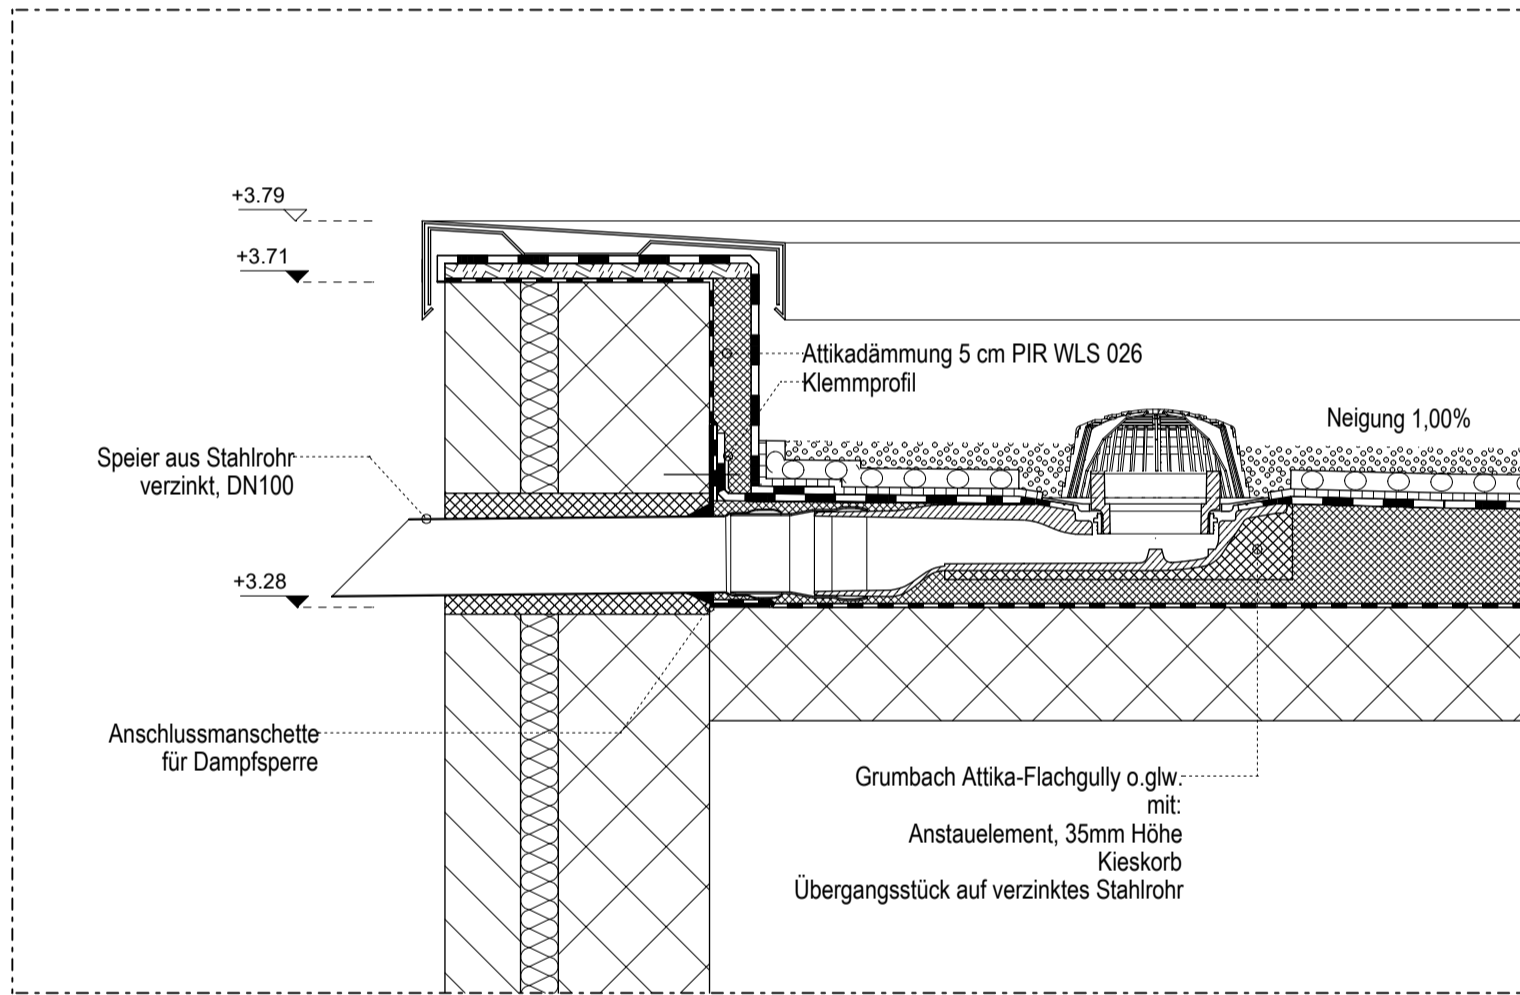 +3.79
+3.71
Attikadämmung 5 cm PIR WLS 026
Klemmprofil
Neigung 1,00%
Speier aus Stahlrohr
verzinkt, DN100
+3.28
Anschlussmanschette
für Dampfsperre
Grumbach Attika-Flachgully o.glw.
mit:
Anstauelement, 35mm Höhe
Kieskorb
Übergangsstück auf verzinktes Stahlrohr